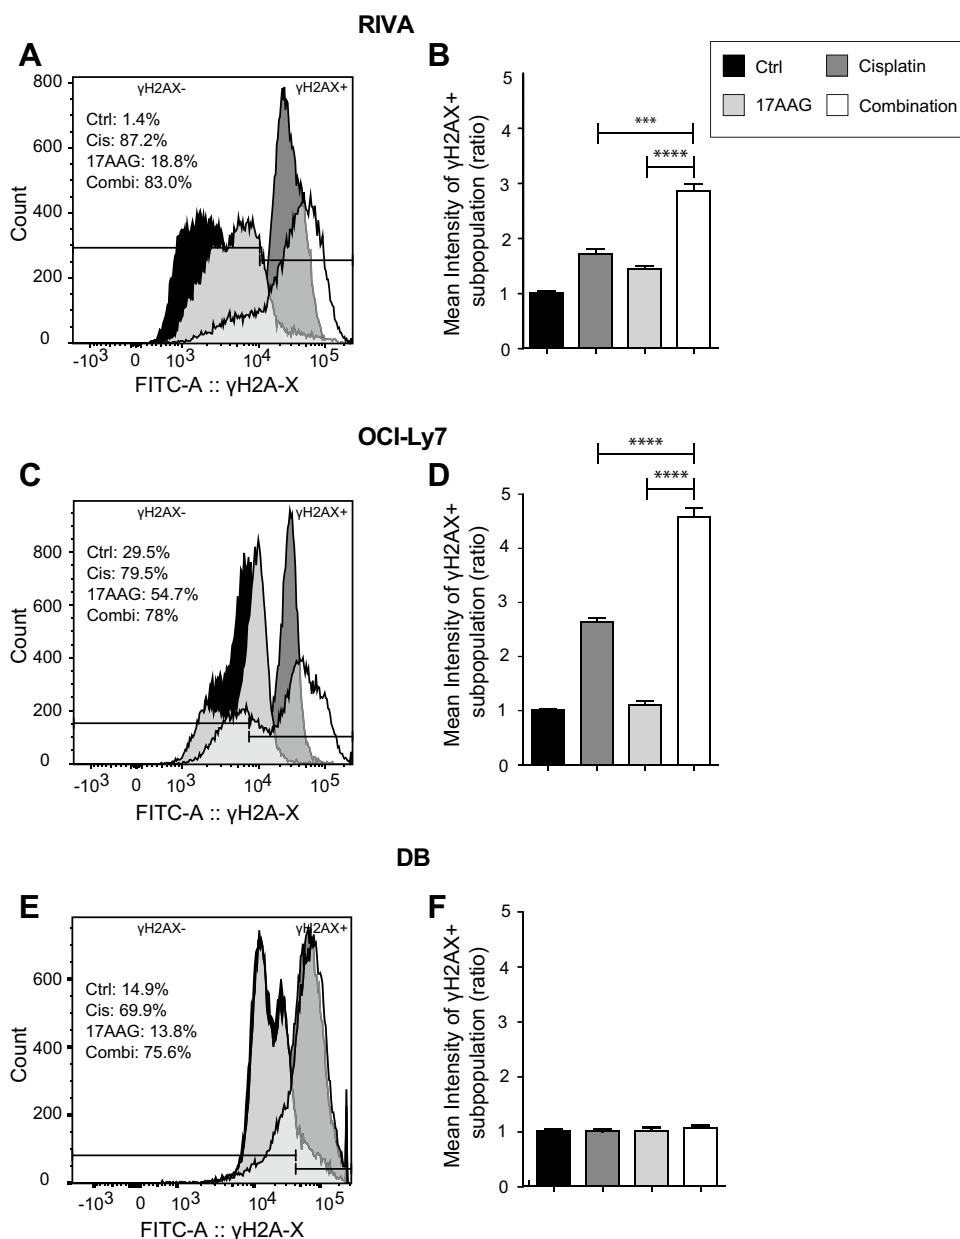 RIVA
A
γH2AX-
γH2AX+
Ctrl: 1.4%
Cis: 87.2%
17AAG: 18.8%
Combi: 83.0%
800
600
400
200
0
Count
-10³
0
10³
10⁴
10⁵
FITC-A :: γH2A-X
B
Ctrl
Cisplatin
17AAG
Combination
5
4
3
2
1
0
Mean Intensity of γH2AX+
subpopulation (ratio)
***
****
OCI-Ly7
C
γH2AX-
γH2AX+
Ctrl: 29.5%
Cis: 79.5%
17AAG: 54.7%
Combi: 78%
800
600
400
200
0
Count
-10³
0
10³
10⁴
10⁵
FITC-A :: γH2A-X
D
****
****
5
4
3
2
1
0
Mean Intensity of γH2AX+
subpopulation (ratio)
DB
E
γH2AX-
γH2AX+
Ctrl: 14.9%
Cis: 69.9%
17AAG: 13.8%
Combi: 75.6%
600
400
200
0
Count
-10³
0
10³
10⁴
10⁵
FITC-A :: γH2A-X
F
5
4
3
2
1
0
Mean Intensity of γH2AX+
subpopulation (ratio)